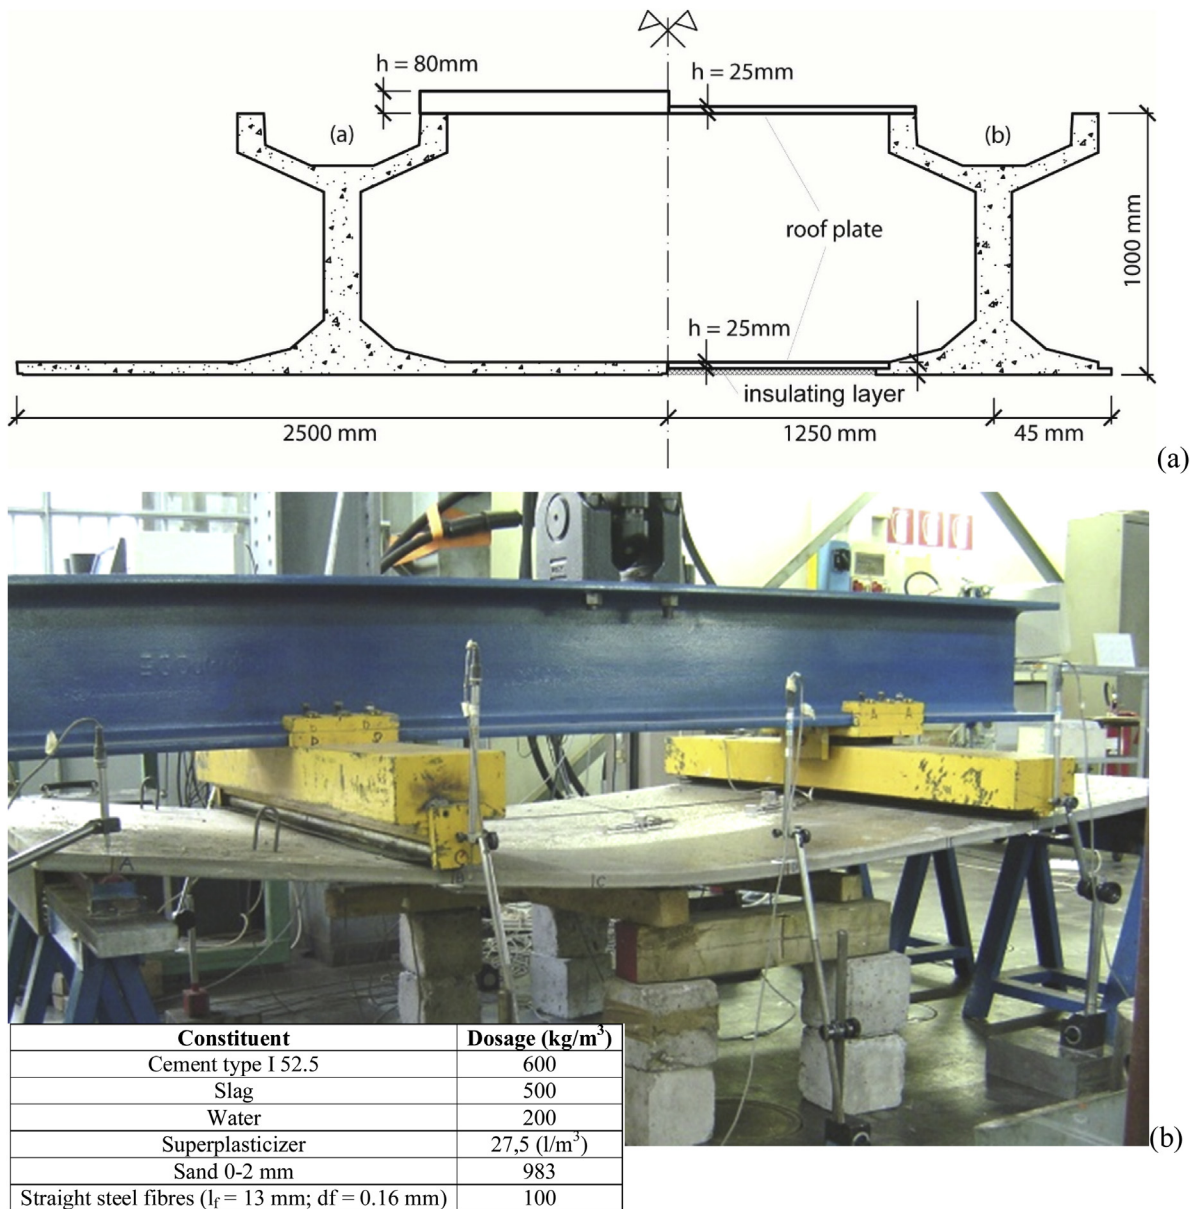 h = 80mm
h = 25mm
(a)
(b)
roof plate
1000 mm
h = 25mm
insulating layer
2500 mm
1250 mm
45 mm
(a)
A
B
C
D D
D
A A
A
(b)
Constituent Dosage (kg/m³)
Cement type I 52.5 600
Slag 500
Water 200
Superplasticizer 27,5 (l/m³)
Sand 0-2 mm 983
Straight steel fibres (l_f = 13 mm; df = 0.16 mm) 100